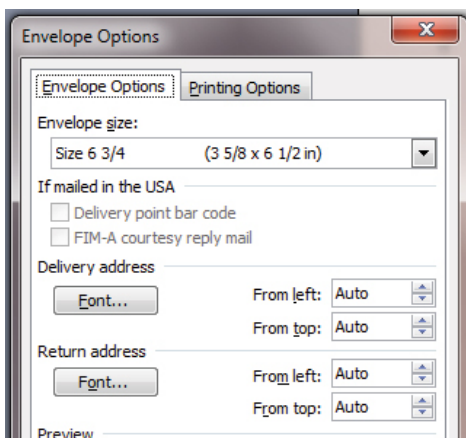 Envelope Options
Envelope Options Printing Options
Envelope size:
Size 6 3/4 (3 5/8 x 6 1/2 in)
If mailed in the USA
Delivery point bar code
FIM-A courtesy reply mail
Delivery address
Font... From left: Auto
From top: Auto
Return address
Font... From left: Auto
From top: Auto
Preview